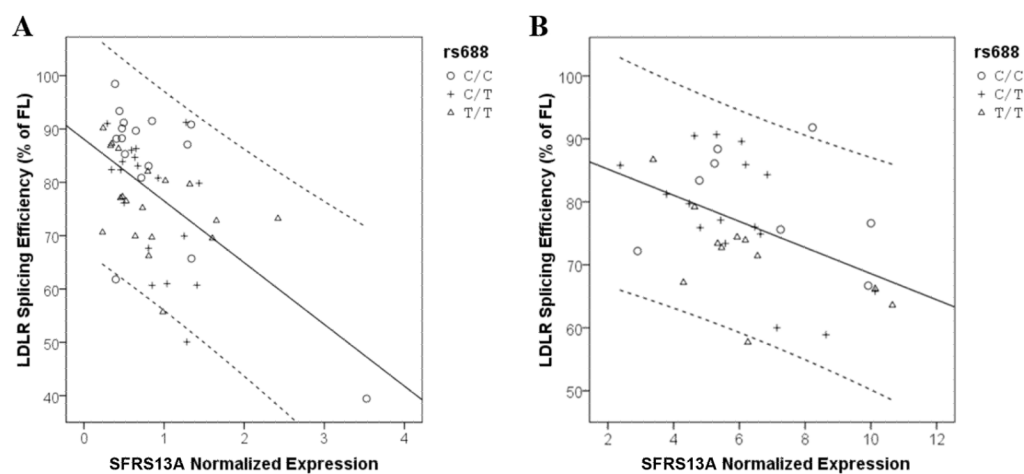 A
B
rs688
C/C
C/T
T/T
rs688
C/C
C/T
T/T
LDLR Splicing Efficiency (% of FL)
100
90
80
70
60
50
40
0
1
2
3
4
SFRS13A Normalized Expression
LDLR Splicing Efficiency (% of FL)
100
90
80
70
60
50
2
4
6
8
10
12
SFRS13A Normalized Expression